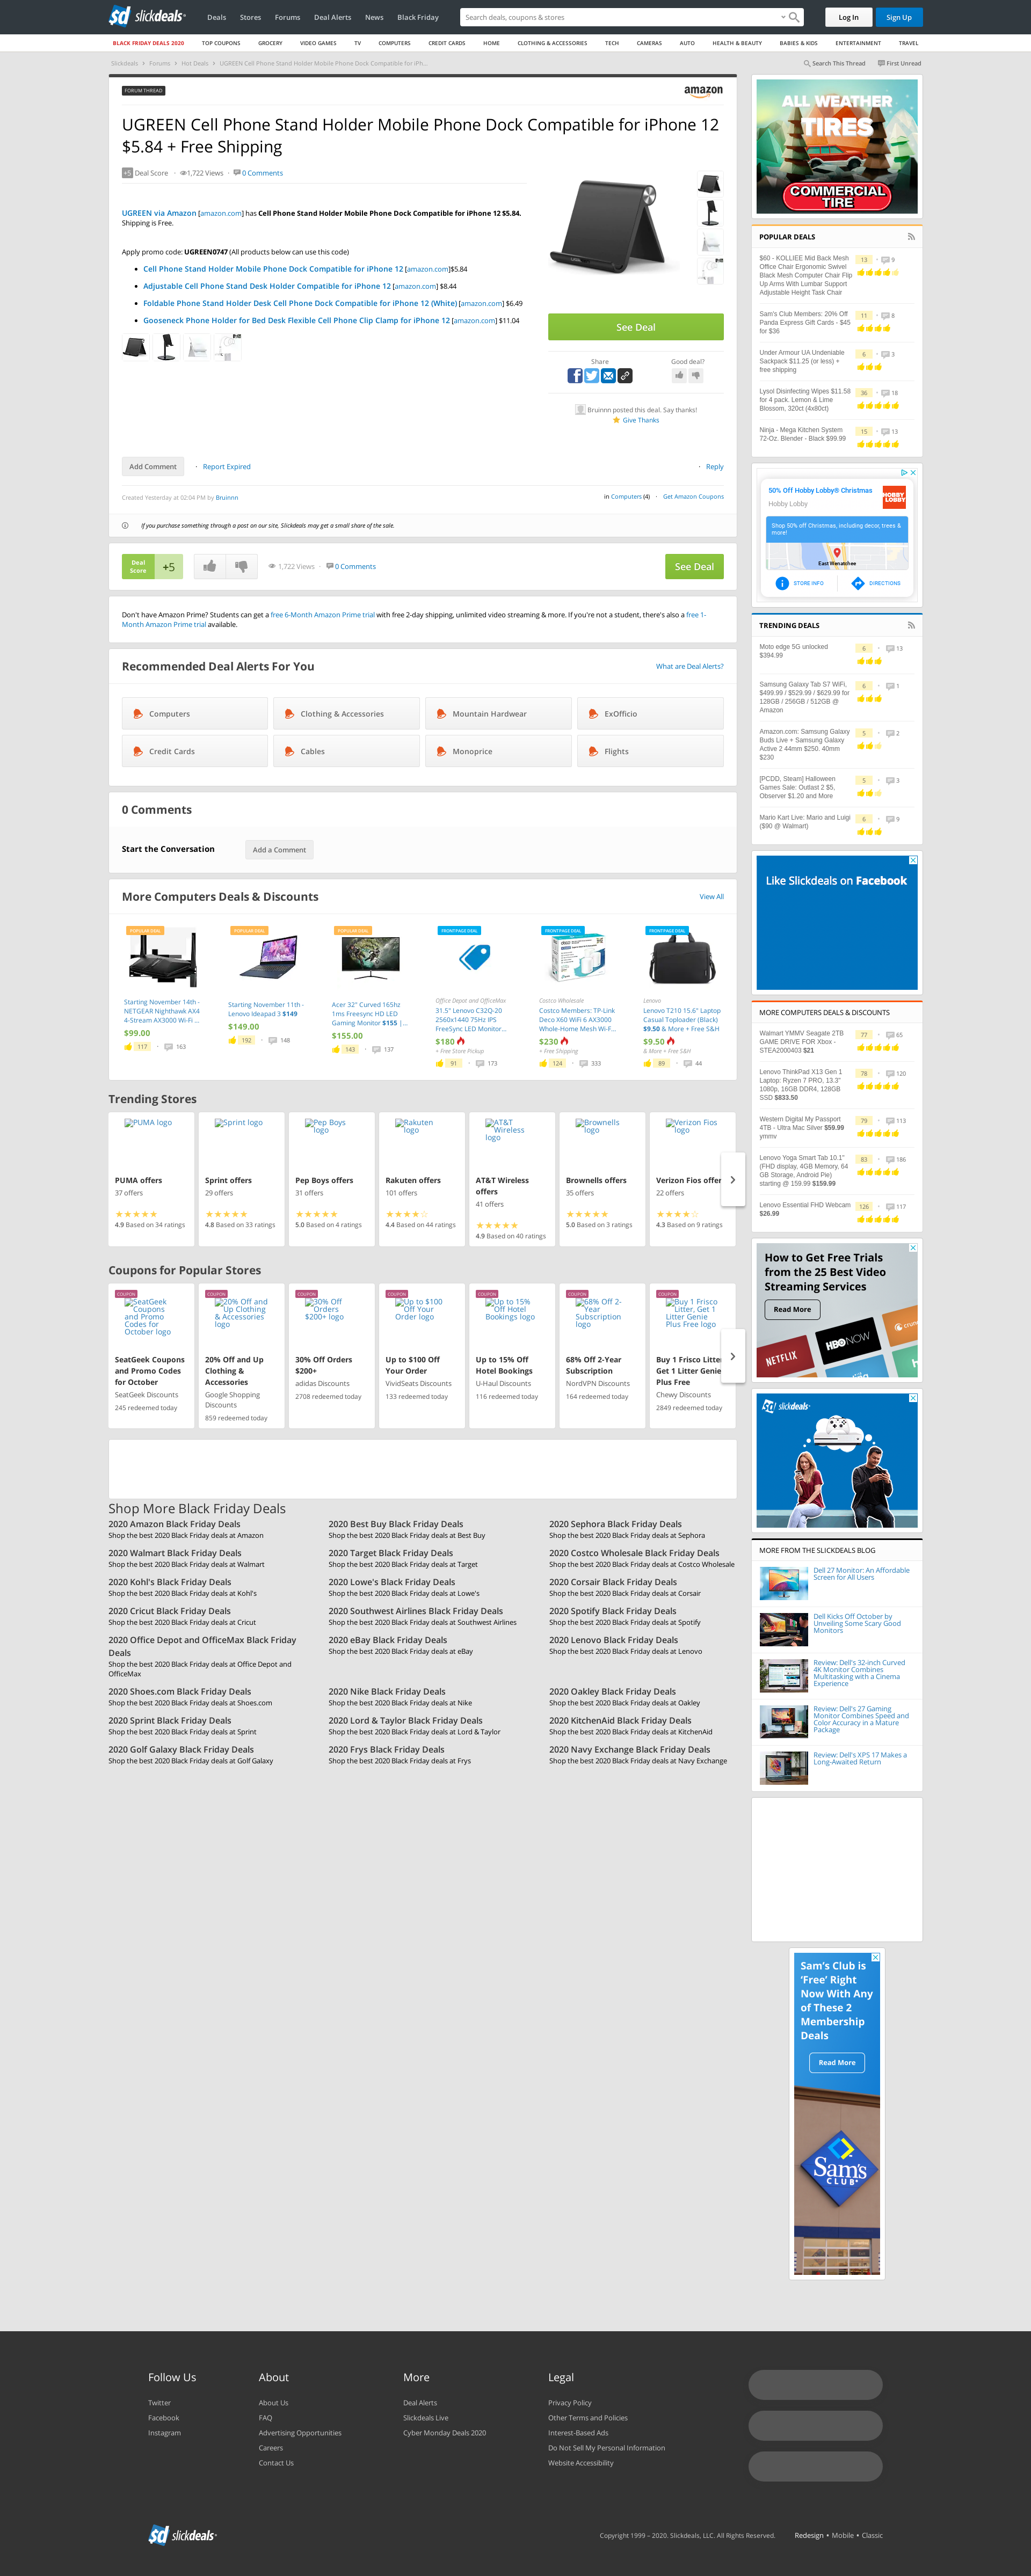 slickdeals
Deals
Stores
Forums
Deal Alerts
News
Black Friday
Search deals, coupons & stores
Log In
Sign Up
BLACK FRIDAY DEALS 2020
TOP COUPONS
GROCERY
VIDEO GAMES
TV
COMPUTERS
CREDIT CARDS
HOME
CLOTHING & ACCESSORIES
TECH
CAMERAS
AUTO
HEALTH & BEAUTY
BABIES & KIDS
ENTERTAINMENT
TRAVEL
Slickdeals > Forums > Hot Deals > UGREEN Cell Phone Stand Holder Mobile Phone Dock Compatible for iPh...
Search This Thread
First Unread
FORUM THREAD
amazon
UGREEN Cell Phone Stand Holder Mobile Phone Dock Compatible for iPhone 12
$5.84 + Free Shipping
+5 Deal Score · 1,722 Views · 0 Comments
UGREEN via Amazon [amazon.com] has Cell Phone Stand Holder Mobile Phone Dock Compatible for iPhone 12 $5.84.
Shipping is Free.
Apply promo code: UGREEN0747 (All products below can use this code)
Cell Phone Stand Holder Mobile Phone Dock Compatible for iPhone 12 [amazon.com]$5.84
Adjustable Cell Phone Stand Desk Holder Compatible for iPhone 12 [amazon.com] $8.44
Foldable Phone Stand Holder Desk Cell Phone Dock Compatible for iPhone 12 (White) [amazon.com] $6.49
Gooseneck Phone Holder for Bed Desk Flexible Cell Phone Clip Clamp for iPhone 12 [amazon.com] $11.04
See Deal
Share
Good deal?
Bruinnn posted this deal. Say thanks!
Give Thanks
Add Comment
· Report Expired
· Reply
Created Yesterday at 02:04 PM by Bruinnn
in Computers (4) · Get Amazon Coupons
If you purchase something through a post on our site, Slickdeals may get a small share of the sale.
Deal Score
+5
1,722 Views · 0 Comments
See Deal
Don't have Amazon Prime? Students can get a free 6-Month Amazon Prime trial with free 2-day shipping, unlimited video streaming & more. If you're not a student, there's also a free 1-
Month Amazon Prime trial available.
Recommended Deal Alerts For You
What are Deal Alerts?
Computers
Clothing & Accessories
Mountain Hardwear
ExOfficio
Credit Cards
Cables
Monoprice
Flights
0 Comments
Start the Conversation
Add a Comment
More Computers Deals & Discounts
View All
POPULAR DEAL
Starting November 14th -
NETGEAR Nighthawk AX4
4-Stream AX3000 Wi-Fi ...
$99.00
117 · 163
POPULAR DEAL
Starting November 11th -
Lenovo Ideapad 3 $149
$149.00
192 · 148
POPULAR DEAL
Acer 32" Curved 165hz
1ms Freesync HD LED
Gaming Monitor $155 |...
$155.00
143 · 137
FRONTPAGE DEAL
Office Depot and OfficeMax
31.5" Lenovo C32Q-20
2560x1440 75Hz IPS
FreeSync LED Monitor...
$180
+ Free Store Pickup
91 · 173
FRONTPAGE DEAL
Costco Wholesale
Costco Members: TP-Link
Deco X60 WiFi 6 AX3000
Whole-Home Mesh Wi-F...
$230
+ Free Shipping
124 · 333
FRONTPAGE DEAL
Lenovo
Lenovo T210 15.6" Laptop
Casual Toploader (Black)
$9.50 & More + Free S&H
$9.50
& More + Free S&H
89 · 44
Trending Stores
PUMA logo
PUMA offers
37 offers
4.9 Based on 34 ratings
Sprint logo
Sprint offers
29 offers
4.8 Based on 33 ratings
Pep Boys logo
Pep Boys offers
31 offers
5.0 Based on 4 ratings
Rakuten logo
Rakuten offers
101 offers
4.4 Based on 44 ratings
AT&T Wireless logo
AT&T Wireless offers
41 offers
4.9 Based on 40 ratings
Brownells logo
Brownells offers
35 offers
5.0 Based on 3 ratings
Verizon Fios logo
Verizon Fios offer
22 offers
4.3 Based on 9 ratings
Coupons for Popular Stores
COUPON
SeatGeek Coupons and Promo Codes for October logo
SeatGeek Coupons and Promo Codes for October
SeatGeek Discounts
245 redeemed today
COUPON
20% Off and Up Clothing & Accessories logo
20% Off and Up Clothing & Accessories
Google Shopping Discounts
859 redeemed today
COUPON
30% Off Orders $200+ logo
30% Off Orders $200+
adidas Discounts
2708 redeemed today
COUPON
Up to $100 Off Your Order logo
Up to $100 Off Your Order
VividSeats Discounts
133 redeemed today
COUPON
Up to 15% Off Hotel Bookings logo
Up to 15% Off Hotel Bookings
U-Haul Discounts
116 redeemed today
COUPON
68% Off 2-Year Subscription logo
68% Off 2-Year Subscription
NordVPN Discounts
164 redeemed today
COUPON
Buy 1 Frisco Litter, Get 1 Litter Genie Plus Free logo
Buy 1 Frisco Litter Get 1 Litter Genie Plus Free
Chewy Discounts
2849 redeemed today
Shop More Black Friday Deals
2020 Amazon Black Friday Deals
Shop the best 2020 Black Friday deals at Amazon
2020 Best Buy Black Friday Deals
Shop the best 2020 Black Friday deals at Best Buy
2020 Sephora Black Friday Deals
Shop the best 2020 Black Friday deals at Sephora
2020 Walmart Black Friday Deals
Shop the best 2020 Black Friday deals at Walmart
2020 Target Black Friday Deals
Shop the best 2020 Black Friday deals at Target
2020 Costco Wholesale Black Friday Deals
Shop the best 2020 Black Friday deals at Costco Wholesale
2020 Kohl's Black Friday Deals
Shop the best 2020 Black Friday deals at Kohl's
2020 Lowe's Black Friday Deals
Shop the best 2020 Black Friday deals at Lowe's
2020 Corsair Black Friday Deals
Shop the best 2020 Black Friday deals at Corsair
2020 Cricut Black Friday Deals
Shop the best 2020 Black Friday deals at Cricut
2020 Southwest Airlines Black Friday Deals
Shop the best 2020 Black Friday deals at Southwest Airlines
2020 Spotify Black Friday Deals
Shop the best 2020 Black Friday deals at Spotify
2020 Office Depot and OfficeMax Black Friday
Deals
Shop the best 2020 Black Friday deals at Office Depot and
OfficeMax
2020 eBay Black Friday Deals
Shop the best 2020 Black Friday deals at eBay
2020 Lenovo Black Friday Deals
Shop the best 2020 Black Friday deals at Lenovo
2020 Shoes.com Black Friday Deals
Shop the best 2020 Black Friday deals at Shoes.com
2020 Nike Black Friday Deals
Shop the best 2020 Black Friday deals at Nike
2020 Oakley Black Friday Deals
Shop the best 2020 Black Friday deals at Oakley
2020 Sprint Black Friday Deals
Shop the best 2020 Black Friday deals at Sprint
2020 Lord & Taylor Black Friday Deals
Shop the best 2020 Black Friday deals at Lord & Taylor
2020 KitchenAid Black Friday Deals
Shop the best 2020 Black Friday deals at KitchenAid
2020 Golf Galaxy Black Friday Deals
Shop the best 2020 Black Friday deals at Golf Galaxy
2020 Frys Black Friday Deals
Shop the best 2020 Black Friday deals at Frys
2020 Navy Exchange Black Friday Deals
Shop the best 2020 Black Friday deals at Navy Exchange
ALL WEATHER
TIRES
COMMERCIAL
TIRE
POPULAR DEALS
$60 - KOLLIEE Mid Back Mesh
Office Chair Ergonomic Swivel
Black Mesh Computer Chair Flip
Up Arms With Lumbar Support
Adjustable Height Task Chair
13 · 9
Sam's Club Members: 20% Off
Panda Express Gift Cards - $45
for $36
11 · 8
Under Armour UA Undeniable
Sackpack $11.25 (or less) +
free shipping
6 · 3
Lysol Disinfecting Wipes $11.58
for 4 pack. Lemon & Lime
Blossom, 320ct (4x80ct)
36 · 18
Ninja - Mega Kitchen System
72-Oz. Blender - Black $99.99
15 · 13
50% Off Hobby Lobby® Christmas
Hobby Lobby
HOBBY LOBBY
Shop 50% off Christmas, including decor, trees &
more!
East Wenatchee
STORE INFO
DIRECTIONS
TRENDING DEALS
Moto edge 5G unlocked
$394.99
6 · 13
Samsung Galaxy Tab S7 WiFi,
$499.99 / $529.99 / $629.99 for
128GB / 256GB / 512GB @
Amazon
6 · 1
Amazon.com: Samsung Galaxy
Buds Live + Samsung Galaxy
Active 2 44mm $250. 40mm
$230
5 · 2
[PCDD, Steam] Halloween
Games Sale: Outlast 2 $5,
Observer $1.20 and More
5 · 3
Mario Kart Live: Mario and Luigi
($90 @ Walmart)
6 · 9
Like Slickdeals on Facebook
MORE COMPUTERS DEALS & DISCOUNTS
Walmart YMMV Seagate 2TB
GAME DRIVE FOR Xbox -
STEA2000403 $21
77 · 65
Lenovo ThinkPad X13 Gen 1
Laptop: Ryzen 7 PRO, 13.3"
1080p, 16GB DDR4, 128GB
SSD $833.50
78 · 120
Western Digital My Passport
4TB - Ultra Mac Silver $59.99
ymmv
79 · 113
Lenovo Yoga Smart Tab 10.1"
(FHD display, 4GB Memory, 64
GB Storage, Android Pie)
starting @ 159.99 $159.99
83 · 186
Lenovo Essential FHD Webcam
$26.99
126 · 117
How to Get Free Trials
from the 25 Best Video
Streaming Services
Read More
NETFLIX
HBO NOW
slickdeals
MORE FROM THE SLICKDEALS BLOG
Dell 27 Monitor: An Affordable
Screen for All Users
Dell Kicks Off October by
Unveiling Some Scary Good
Monitors
Review: Dell's 32-inch Curved
4K Monitor Combines
Multitasking with a Cinema
Experience
Review: Dell's 27 Gaming
Monitor Combines Speed and
Color Accuracy in a Mature
Package
Review: Dell's XPS 17 Makes a
Long-Awaited Return
Sam's Club is
'Free' Right
Now With Any
of These 2
Membership
Deals
Read More
Sam's
CLUB
Follow Us
Twitter
Facebook
Instagram
About
About Us
FAQ
Advertising Opportunities
Careers
Contact Us
More
Deal Alerts
Slickdeals Live
Cyber Monday Deals 2020
Legal
Privacy Policy
Other Terms and Policies
Interest-Based Ads
Do Not Sell My Personal Information
Website Accessibility
slickdeals
Copyright 1999 – 2020. Slickdeals, LLC. All Rights Reserved.
Redesign • Mobile • Classic